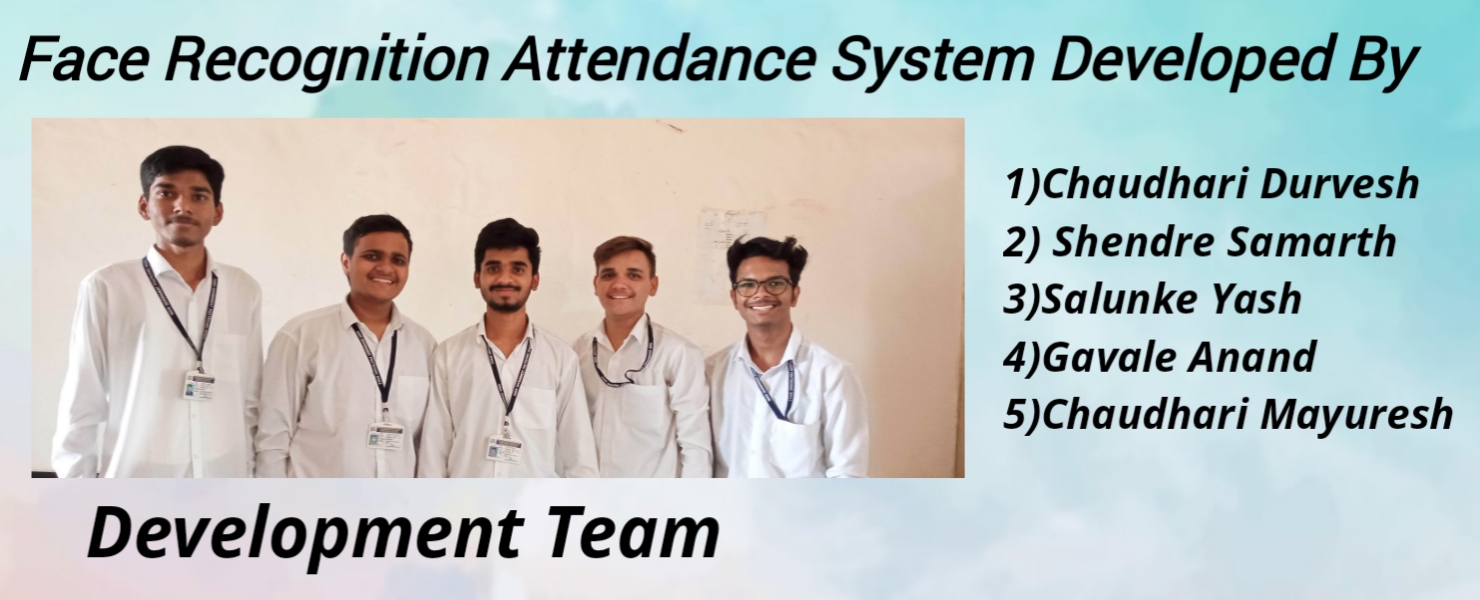 Face Recognition Attendance System Developed By
1)Chaudhari Durvesh
2) Shendre Samarth
3)Salunke Yash
4)Gavale Anand
5)Chaudhari Mayuresh
Development Team